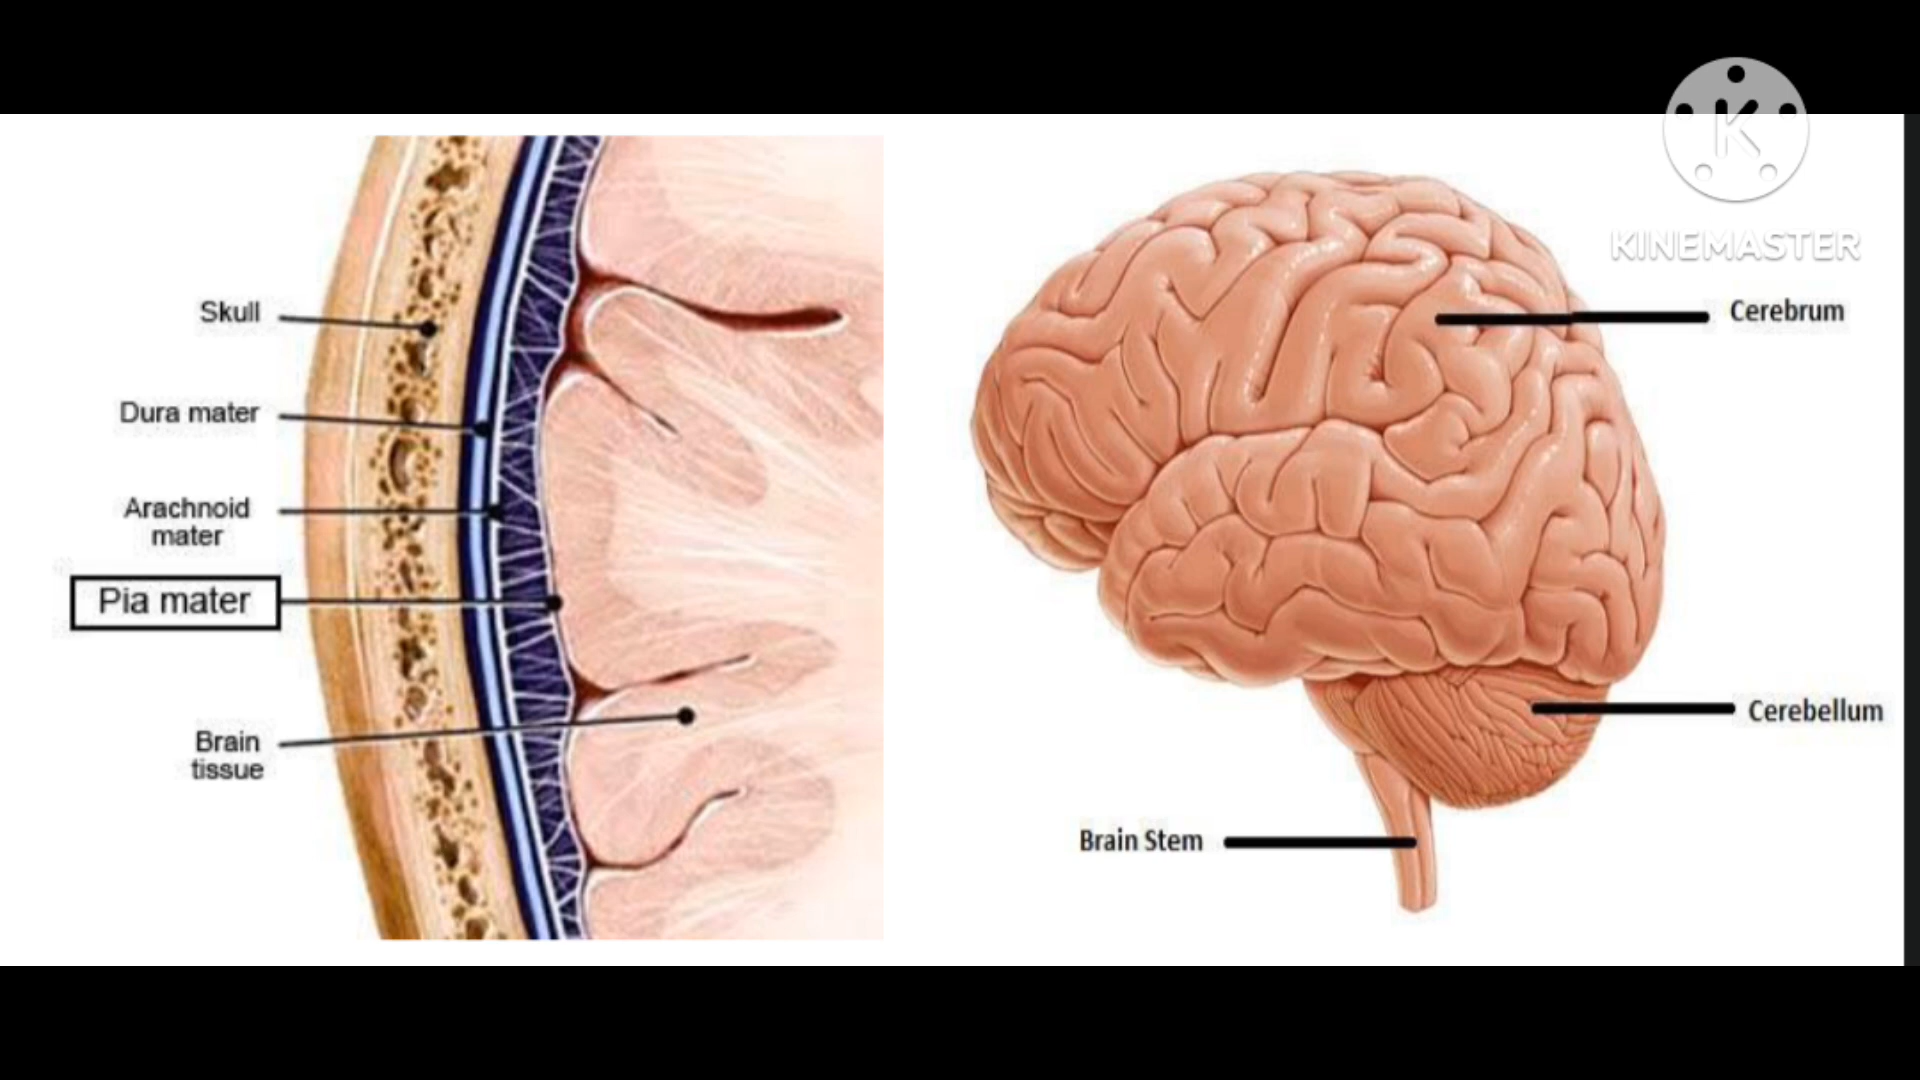 Skull
Dura mater
Arachnoid
mater
Pia mater
Brain
tissue
K
KINEMASTER
Cerebrum
Cerebellum
Brain Stem